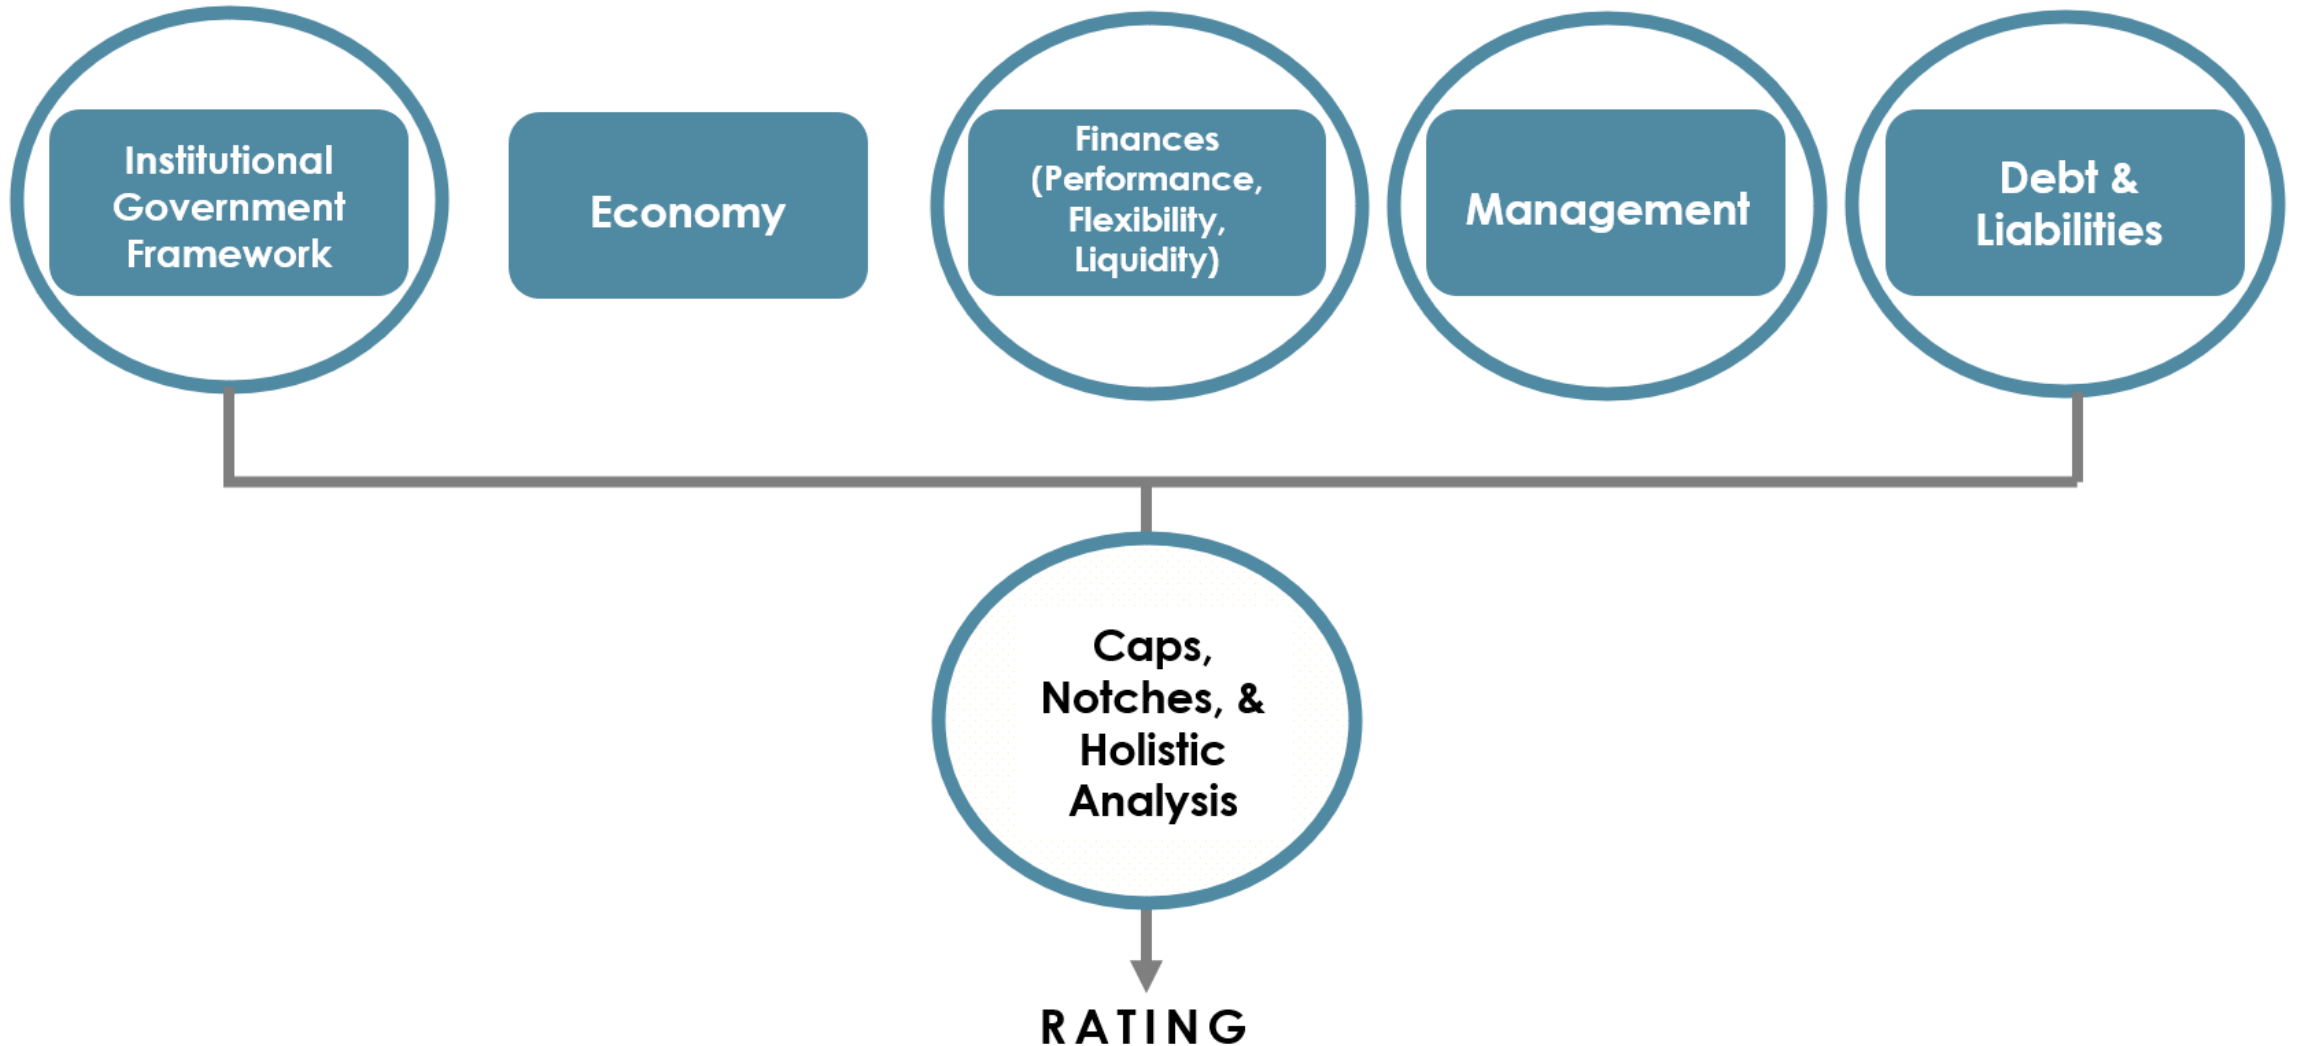 Institutional
Government
Framework
Economy
Finances
(Performance,
Flexibility,
Liquidity)
Management
Debt &
Liabilities
Caps,
Notches, &
Holistic
Analysis
RATING